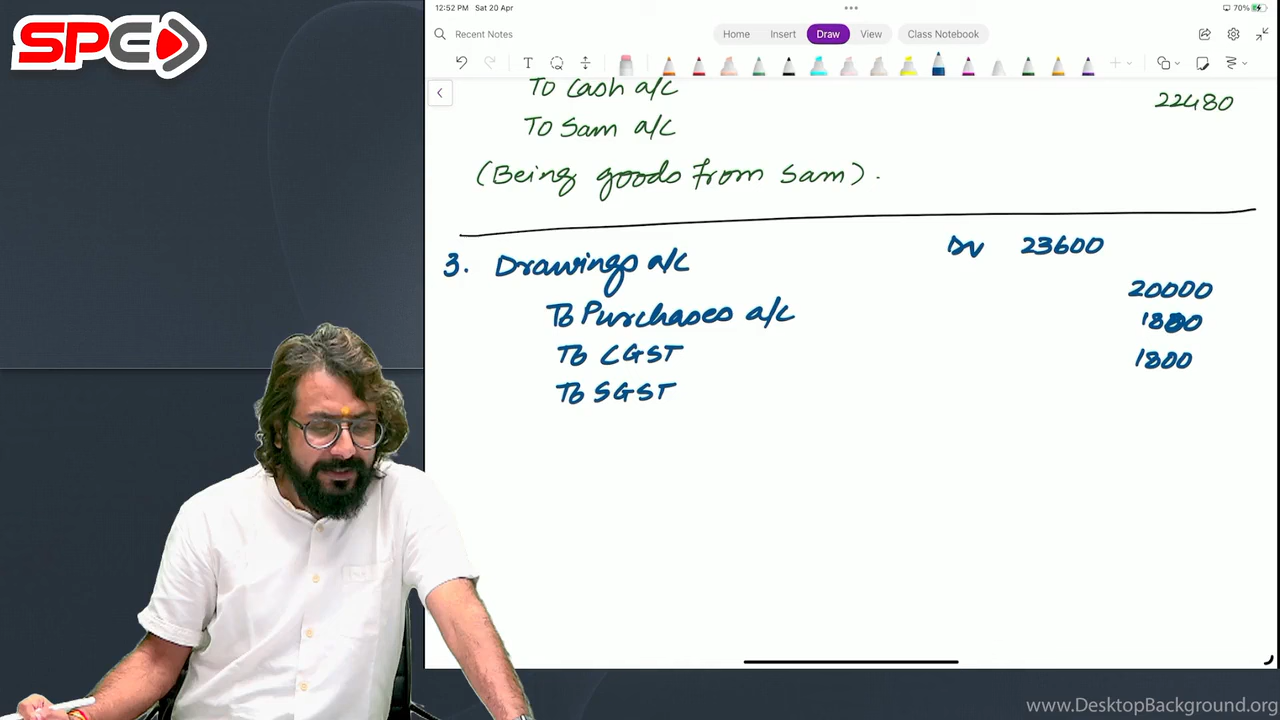 SPED
12:52 PM Sat 20 Apr
70%
Recent Notes
Home Insert Draw View Class Notebook
T
To Cash a/c
22480
To Sam a/c
(Being goods from Sam).
3. Drawings a/c Dr 23600
To Purchases a/c 20000
To CGST 1800
To SGST 1800
www.DesktopBackground.org